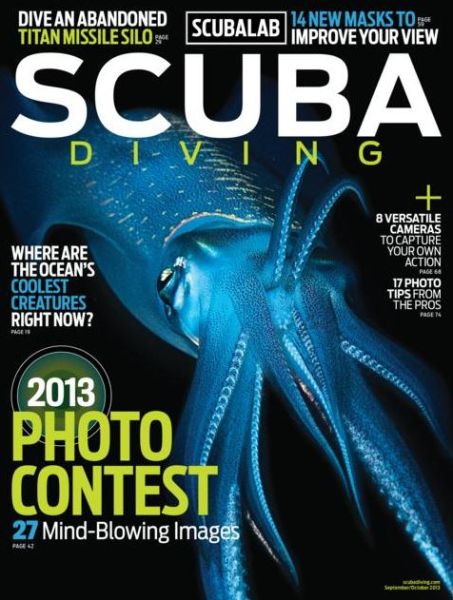 DIVE AN ABANDONED
TITAN MISSILE SILO PAGE 29
SCUBALAB
14 NEW MASKS TO PAGE 59
IMPROVE YOUR VIEW
SCUBA
DIVING
+
8 VERSATILE
CAMERAS
TO CAPTURE
YOUR OWN
ACTION
PAGE 68
17 PHOTO
TIPS FROM
THE PROS
PAGE 74
WHERE ARE
THE OCEAN'S
COOLEST
CREATURES
RIGHT NOW?
PAGE 19
2013
PHOTO
CONTEST
27 Mind-Blowing Images
PAGE 42
scubadiving.com
September/October 2013